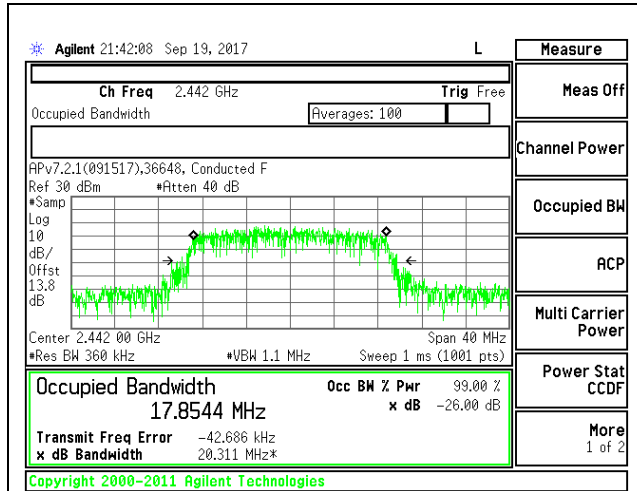 Agilent 21:42:08 Sep 19, 2017 L
Measure
Ch Freq 2.442 GHz Trig Free
Occupied Bandwidth Averages: 100
APv7.2.1(091517),36648, Conducted F
Ref 30 dBm #Atten 40 dB
#Samp
Log
10
dB/
Offst
13.8
dB
Center 2.442 00 GHz Span 40 MHz
#Res BW 360 kHz #VBW 1.1 MHz Sweep 1 ms (1001 pts)
Occupied Bandwidth Occ BW % Pwr 99.00 %
17.8544 MHz x dB -26.00 dB
Transmit Freq Error -42.686 kHz
x dB Bandwidth 20.311 MHz*
Copyright 2000-2011 Agilent Technologies
Meas Off
Channel Power
Occupied BW
ACP
Multi Carrier
Power
Power Stat
CCDF
More
1 of 2